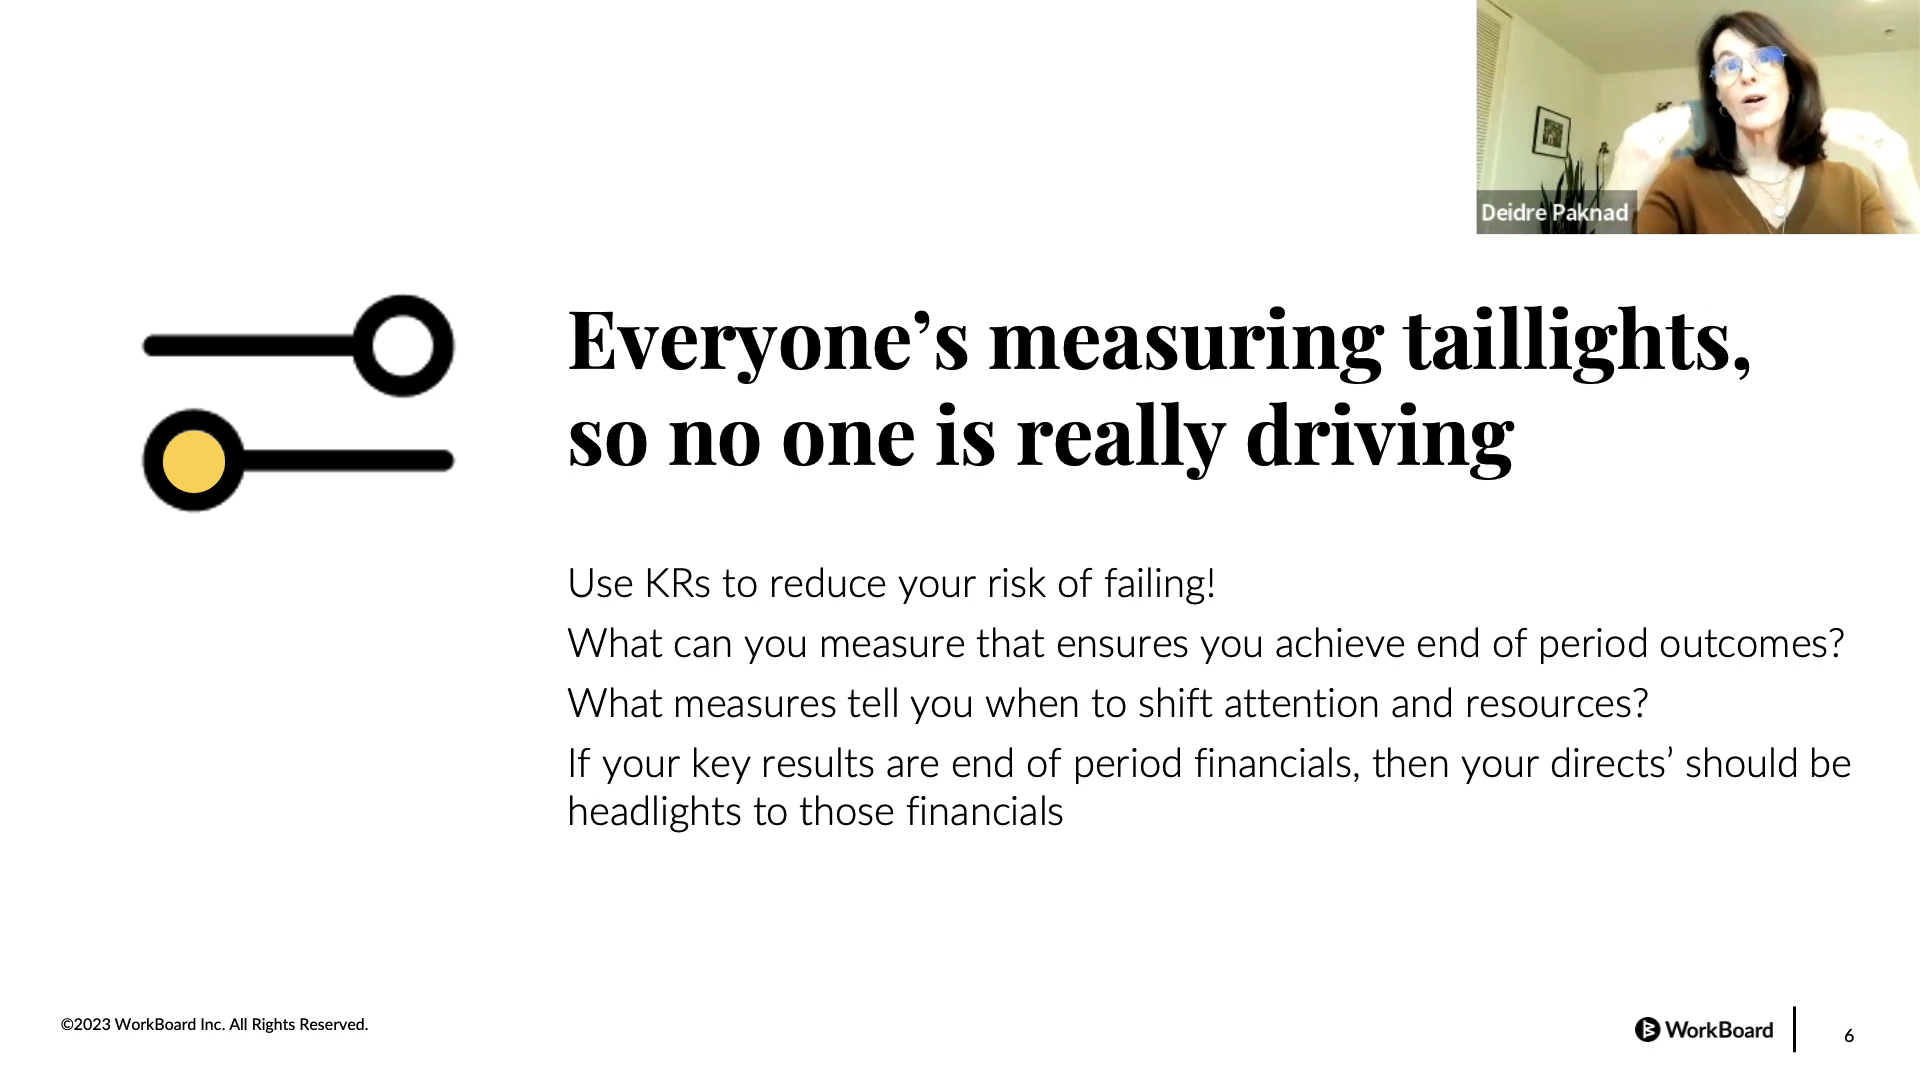 Deidre Paknad
Everyone’s measuring taillights,
so no one is really driving
Use KRs to reduce your risk of failing!
What can you measure that ensures you achieve end of period outcomes?
What measures tell you when to shift attention and resources?
If your key results are end of period financials, then your directs’ should be
headlights to those financials
©2023 WorkBoard Inc. All Rights Reserved.
WorkBoard
6